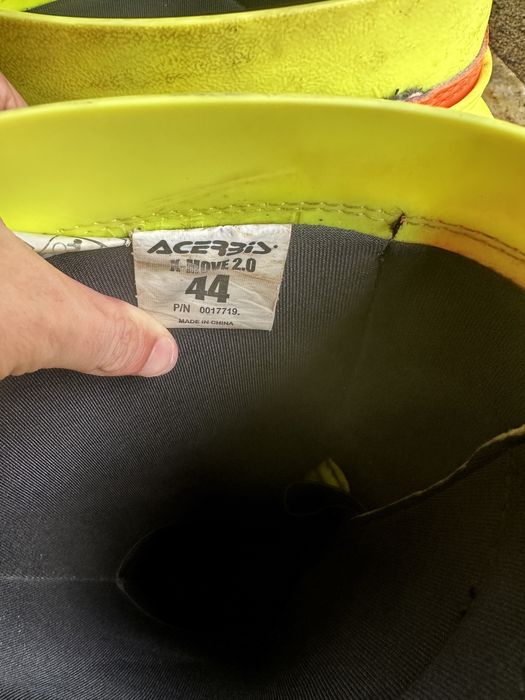 ACERBIS
X-MOVE 2.0
44
P/N 0017719.
MADE IN CHINA